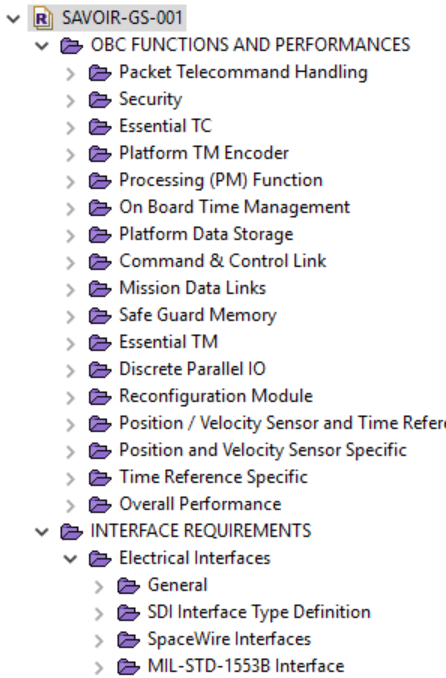 SAVOIR-GS-001
OBC FUNCTIONS AND PERFORMANCES
Packet Telecommand Handling
Security
Essential TC
Platform TM Encoder
Processing (PM) Function
On Board Time Management
Platform Data Storage
Command & Control Link
Mission Data Links
Safe Guard Memory
Essential TM
Discrete Parallel IO
Reconfiguration Module
Position / Velocity Sensor and Time Refere
Position and Velocity Sensor Specific
Time Reference Specific
Overall Performance
INTERFACE REQUIREMENTS
Electrical Interfaces
General
SDI Interface Type Definition
SpaceWire Interfaces
MIL-STD-1553B Interface